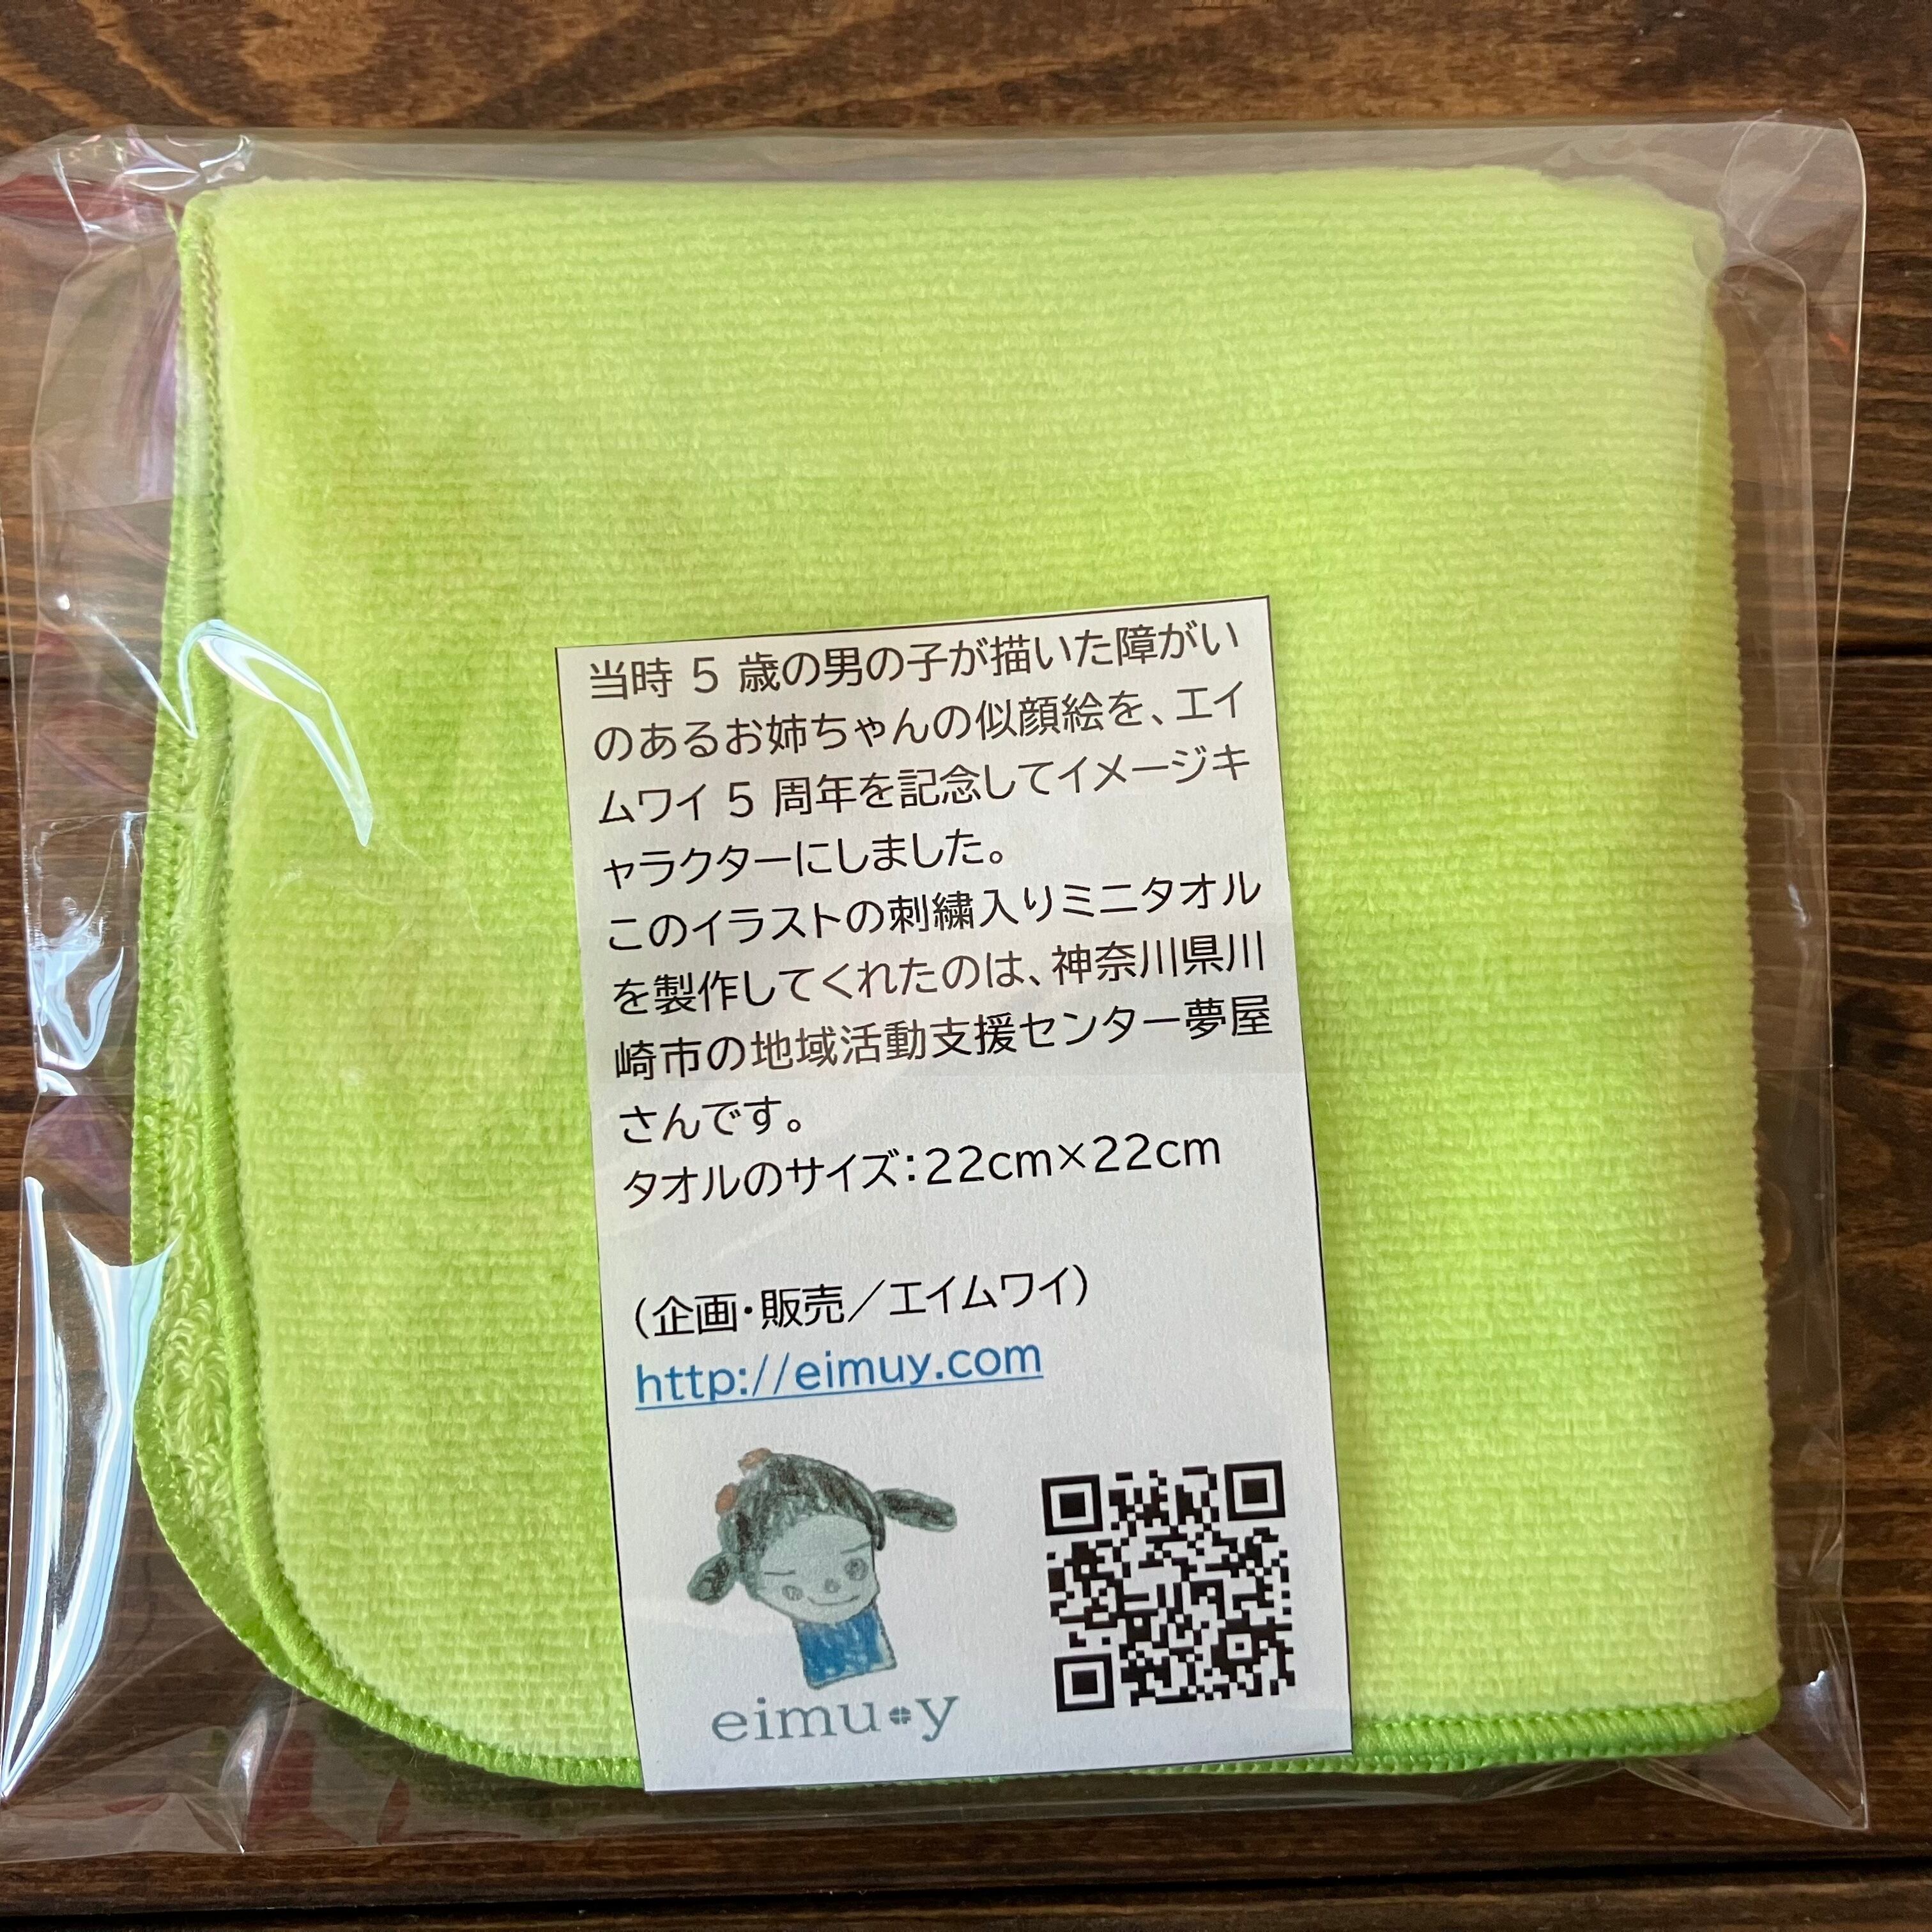 当時 5 歳の男の子が描いた障がい
のあるお姉ちゃんの似顔絵を、エイ
ムワイ 5 周年を記念してイメージキ
ャラクターにしました。
このイラストの刺繍入りミニタオル
を製作してくれたのは、神奈川県川
崎市の地域活動支援センター夢屋
さんです。
タオルのサイズ：22cm×22cm
（企画・販売／エイムワイ）
http://eimuy.com
eimu・y